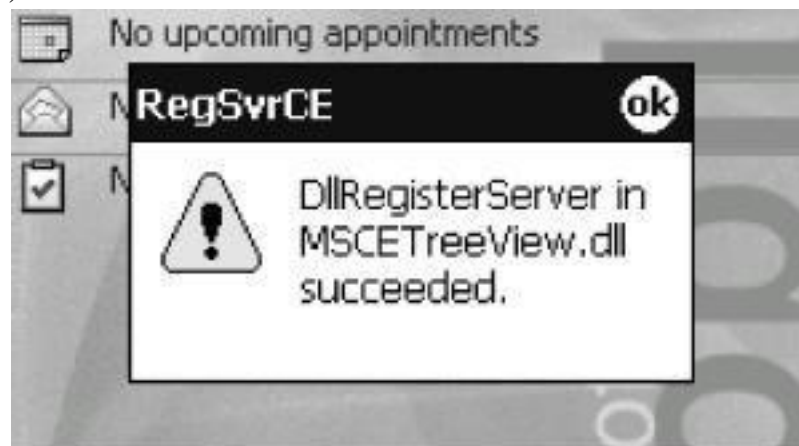 No upcoming appointments
RegSvrCE
ok
DllRegisterServer in
MSCETreeView.dll
succeeded.